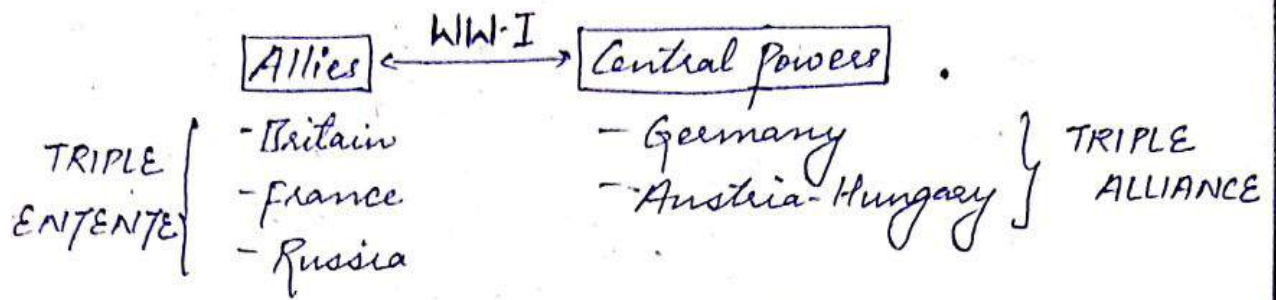 WW-I
Allies Central Powers .
- Britain - Germany
TRIPLE - France - Austria-Hungary TRIPLE
ENTENTE - Russia ALLIANCE